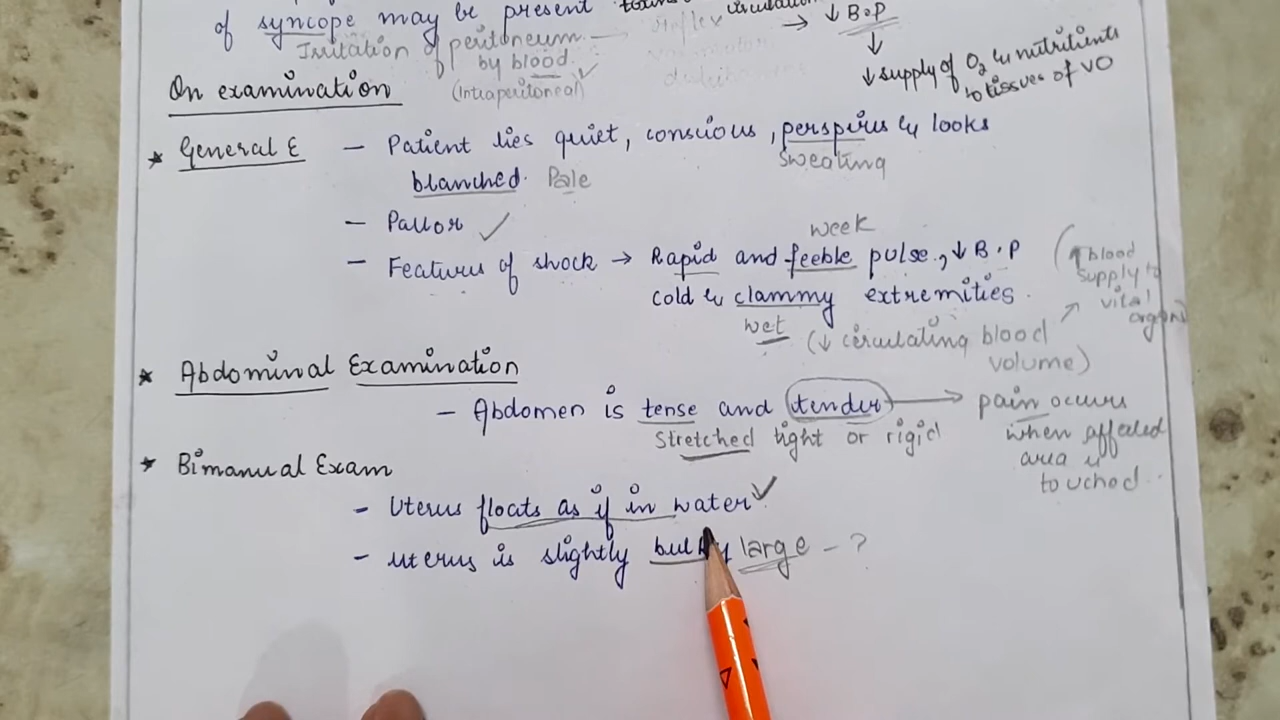 of syncope may be present
circulation → ↓ B.P
Irritation of peritoneum
by blood
(Intraperitoneal) ✓
↓ supply of O2 & nutritients
to tissues of VO
On examination
* General E — Patient lies quiet, conscious, perspires & looks
Sweating
blanched. Pale
— Pallor ✓
week
— Features of shock → Rapid and feeble pulse, ↓ B.P
cold & clammy extremities.
wet (↓ circulating blood
volume)
(↑ blood
supply to
vital
organs
* Abdominal Examination
— Abdomen is tense and tender → pain occurs
Stretched tight or rigid
when affected
area is
touched..
* Bimanual Exam
— Uterus floats as if in water ✓
— uterus is slightly bulky large - ?